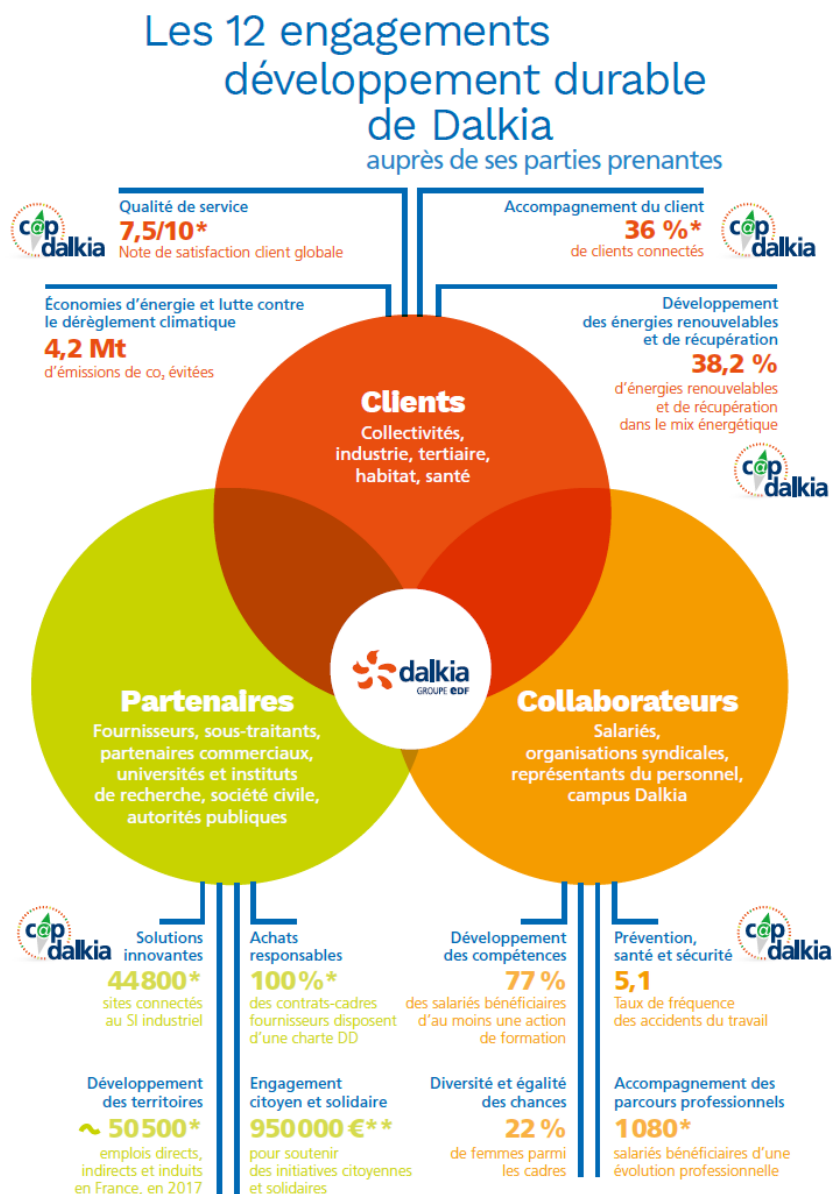 Les 12 engagements
développement durable
de Dalkia
auprès de ses parties prenantes
c@p
dalkia
Qualité de service
7,5/10*
Note de satisfaction client globale
Accompagnement du client
36 %*
de clients connectés
c@p
dalkia
Économies d’énergie et lutte contre
le dérèglement climatique
4,2 Mt
d’émissions de co₂ évitées
Développement
des énergies renouvelables
et de récupération
38,2 %
d’énergies renouvelables
et de récupération
dans le mix énergétique
c@p
dalkia
Clients
Collectivités,
industrie, tertiaire,
habitat, santé
dalkia
GROUPE eDF
Partenaires
Fournisseurs, sous-traitants,
partenaires commerciaux,
universités et instituts
de recherche, société civile,
autorités publiques
Collaborateurs
Salariés,
organisations syndicales,
représentants du personnel,
campus Dalkia
c@p
dalkia
Solutions
innovantes
44800*
sites connectés
au SI industriel
Achats
responsables
100%*
des contrats-cadres
fournisseurs disposent
d’une charte DD
Développement
des compétences
77 %
des salariés bénéficiaires
d’au moins une action
de formation
Prévention,
santé et sécurité
5,1
Taux de fréquence
des accidents du travail
c@p
dalkia
Développement
des territoires
~ 50500*
emplois directs,
indirects et induits
en France, en 2017
Engagement
citoyen et solidaire
950000 €**
pour soutenir
des initiatives citoyennes
et solidaires
Diversité et égalité
des chances
22 %
de femmes parmi
les cadres
Accompagnement des
parcours professionnels
1080*
salariés bénéficiaires d’une
évolution professionnelle